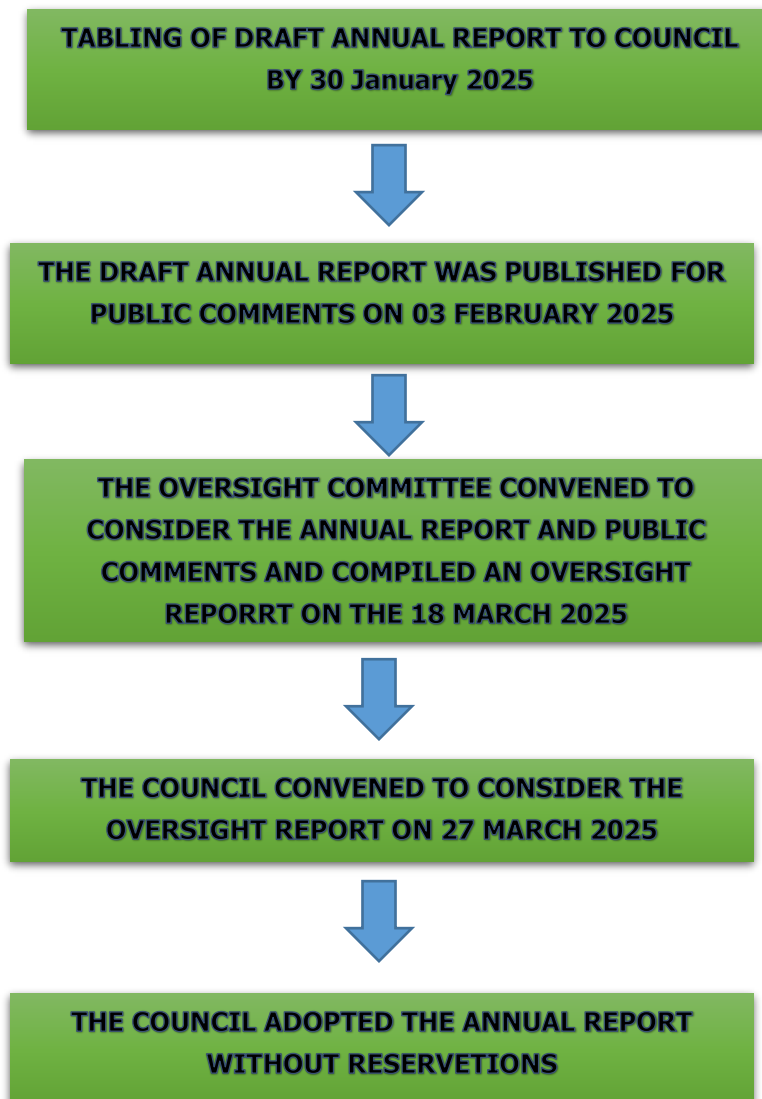 TABLING OF DRAFT ANNUAL REPORT TO COUNCIL
BY 30 January 2025
THE DRAFT ANNUAL REPORT WAS PUBLISHED FOR
PUBLIC COMMENTS ON 03 FEBRUARY 2025
THE OVERSIGHT COMMITTEE CONVENED TO
CONSIDER THE ANNUAL REPORT AND PUBLIC
COMMENTS AND COMPILED AN OVERSIGHT
REPORRT ON THE 18 MARCH 2025
THE COUNCIL CONVENED TO CONSIDER THE
OVERSIGHT REPORT ON 27 MARCH 2025
THE COUNCIL ADOPTED THE ANNUAL REPORT
WITHOUT RESERVETIONS